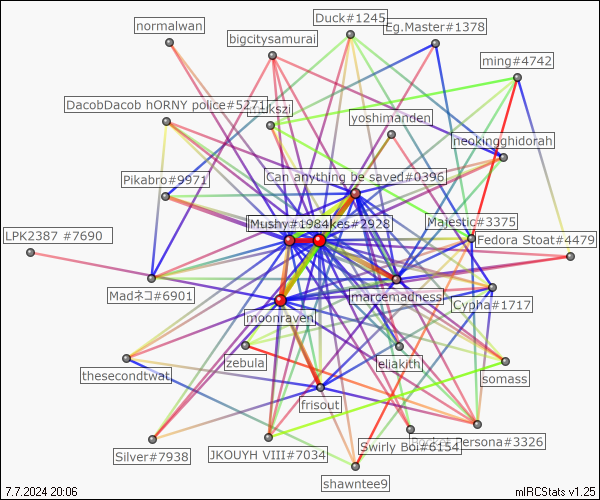 Duck#1245
normalwan
Eg.Master#1378
bigcitysamurai
ming#4742
DacobDacob hORNY police#5271
yoshimanden
neokingghidorah
Can anything be saved#0396
Pikabro#9971
Mushy#1984
kes#2928
Majestic#3375
LPK2387 #7690
Fedora Stoat#4479
Madネコ#6901
marcemadness
Cypha#1717
moonraven
zebula
eliakith
somass
thesecondtwat
frisout
Swirly Boi#6154
Persona#3326
Silver#7938
JKOUYH VIII#7034
shawntee9
7.7.2024 20:06
mIRCStats v1.25